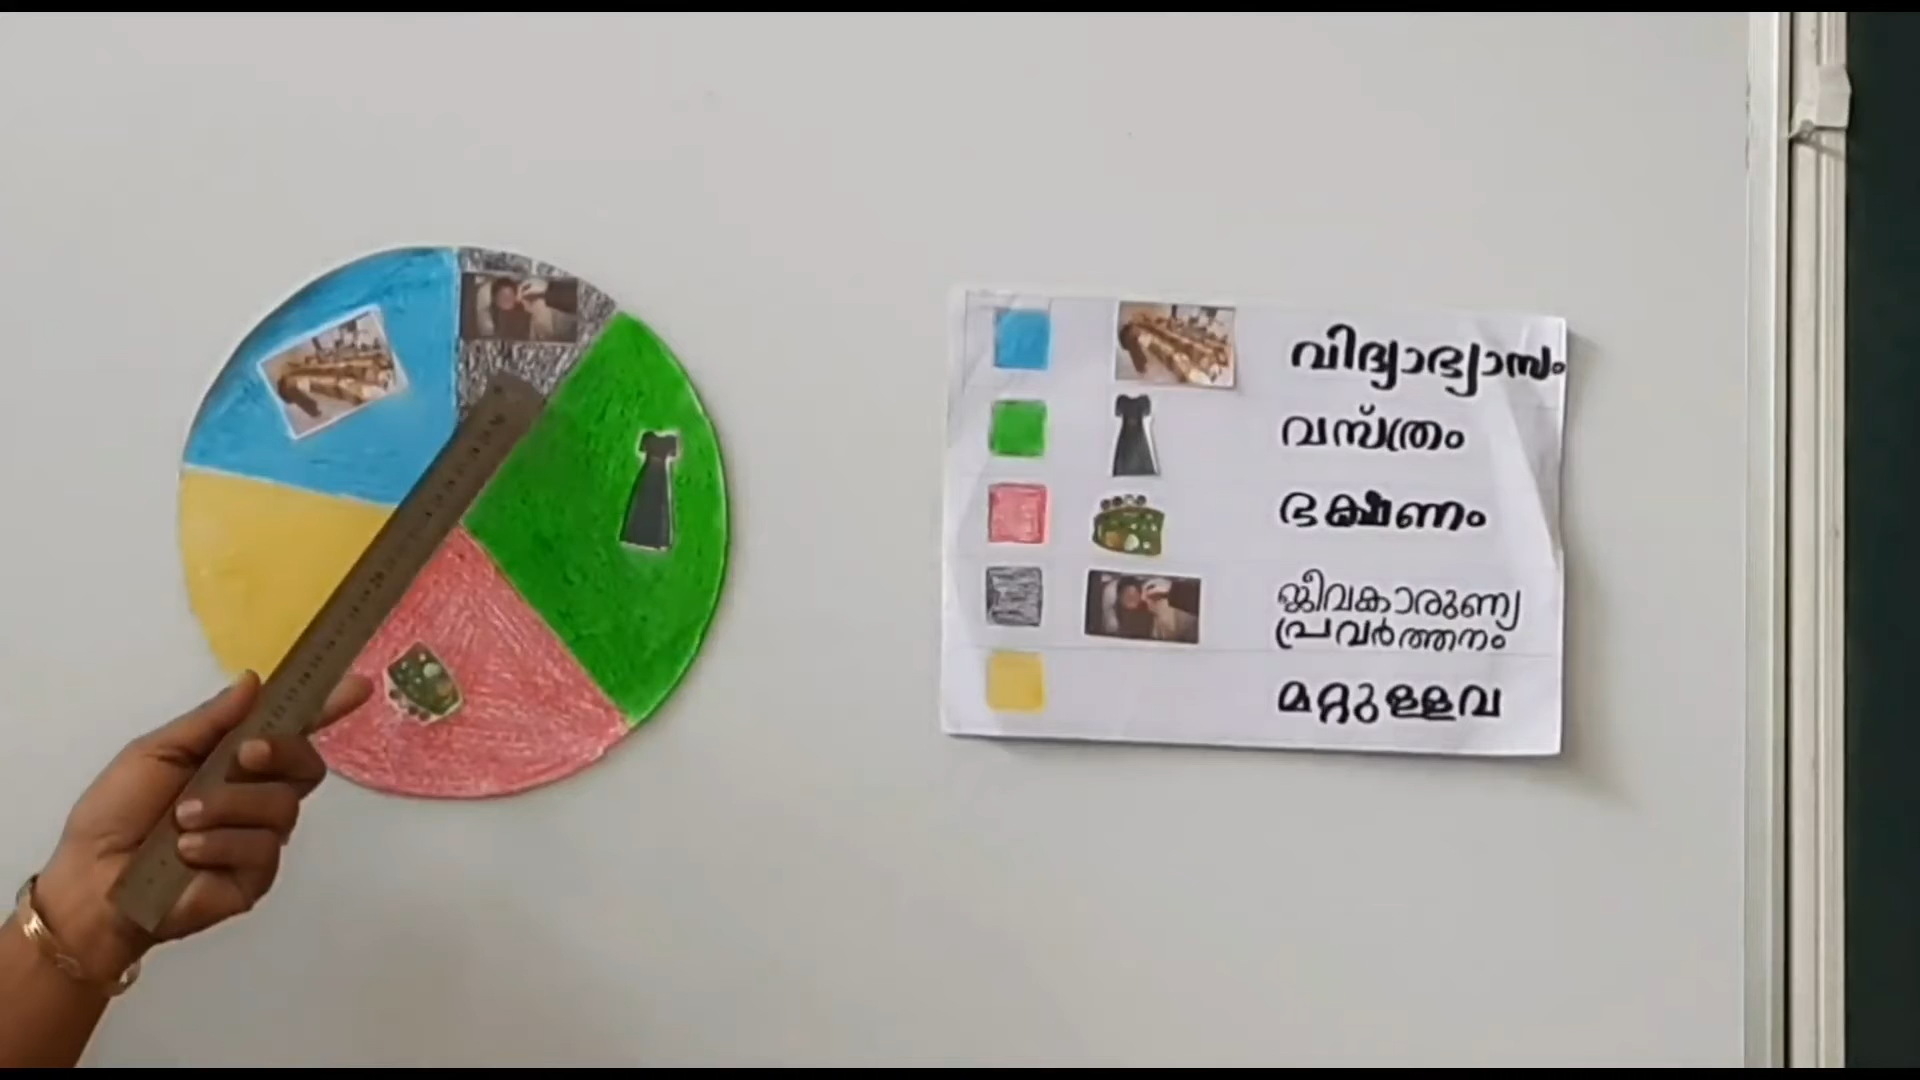 വിദ്യാഭ്യാസം
വസ്ത്രം
ഭക്ഷണം
ജീവകാരുണ്യ
പ്രവർത്തനം
മറ്റുള്ളവ